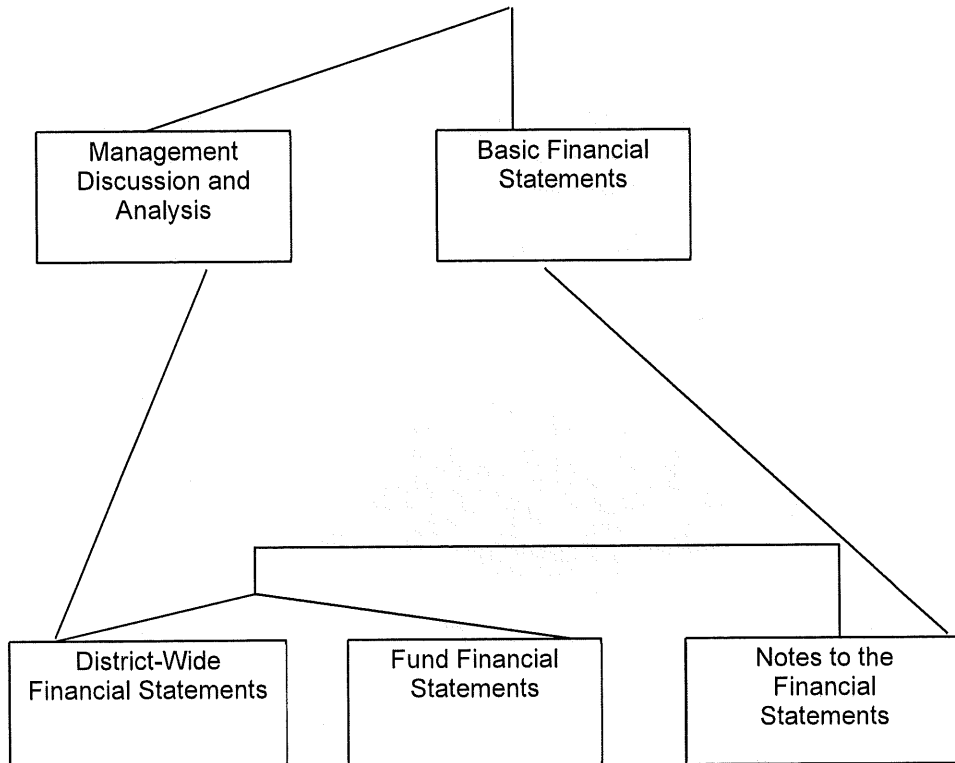 Management
Discussion and
Analysis
Basic Financial
Statements
District-Wide
Financial Statements
Fund Financial
Statements
Notes to the
Financial
Statements